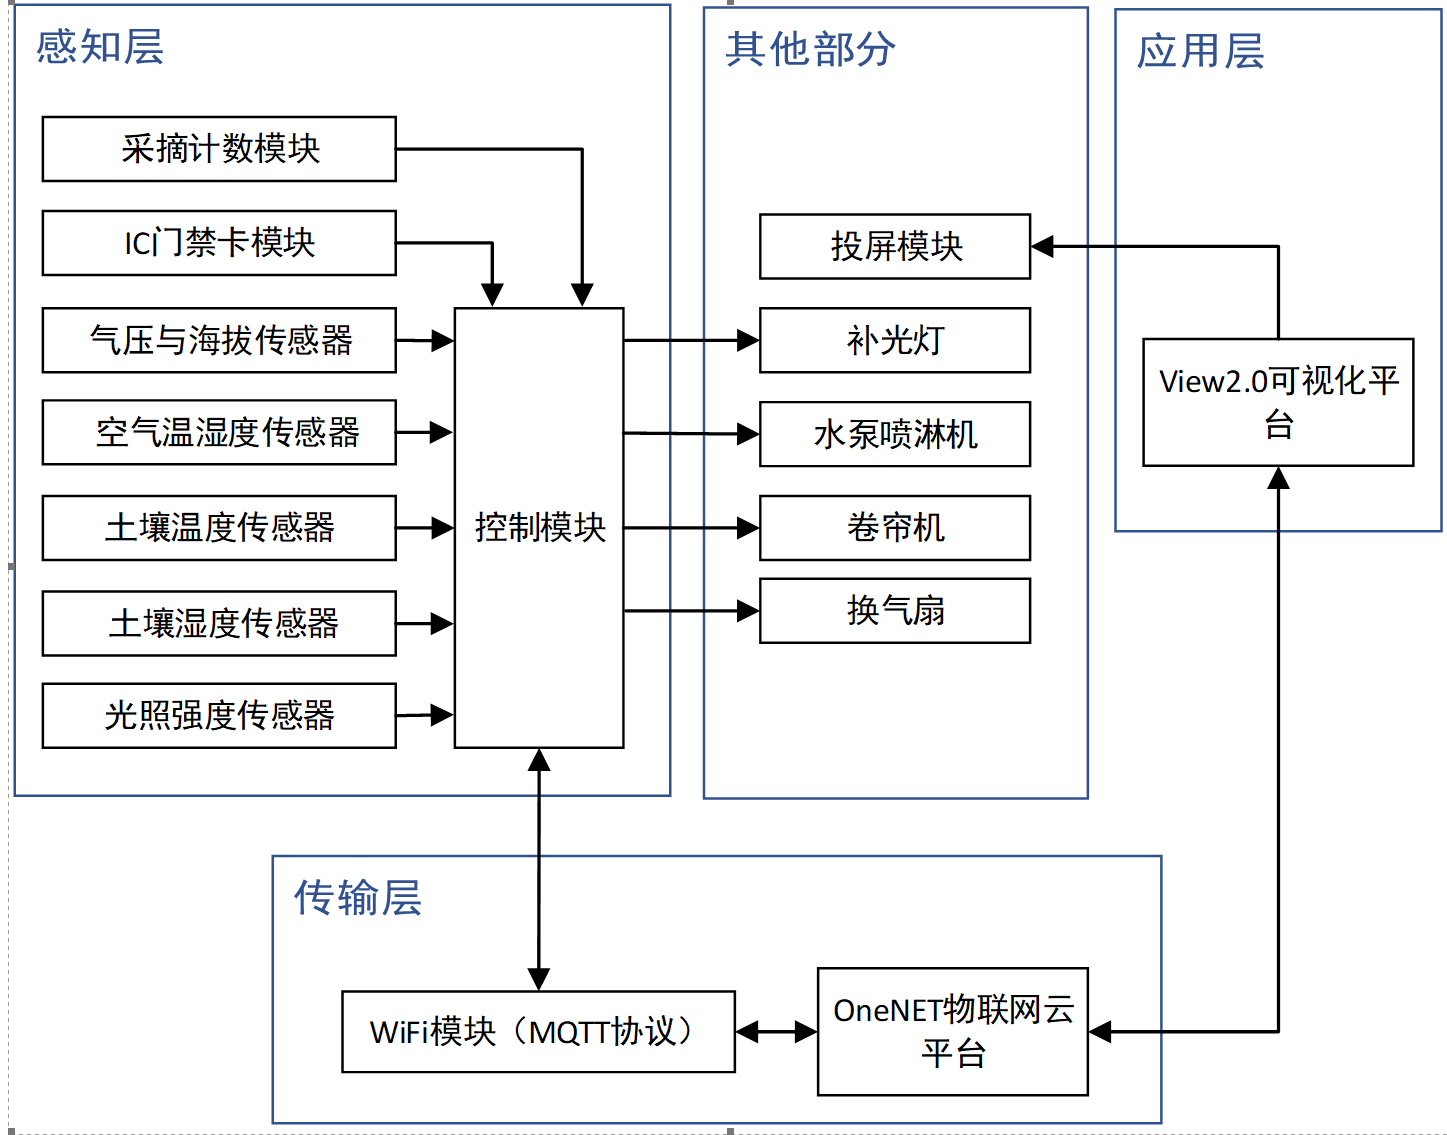 感知层
采摘计数模块
IC门禁卡模块
气压与海拔传感器
空气温湿度传感器
土壤温度传感器
土壤湿度传感器
光照强度传感器
控制模块
其他部分
投屏模块
补光灯
水泵喷淋机
卷帘机
换气扇
应用层
View2.0可视化平
台
传输层
WiFi模块（MQTT协议）
OneNET物联网云
平台